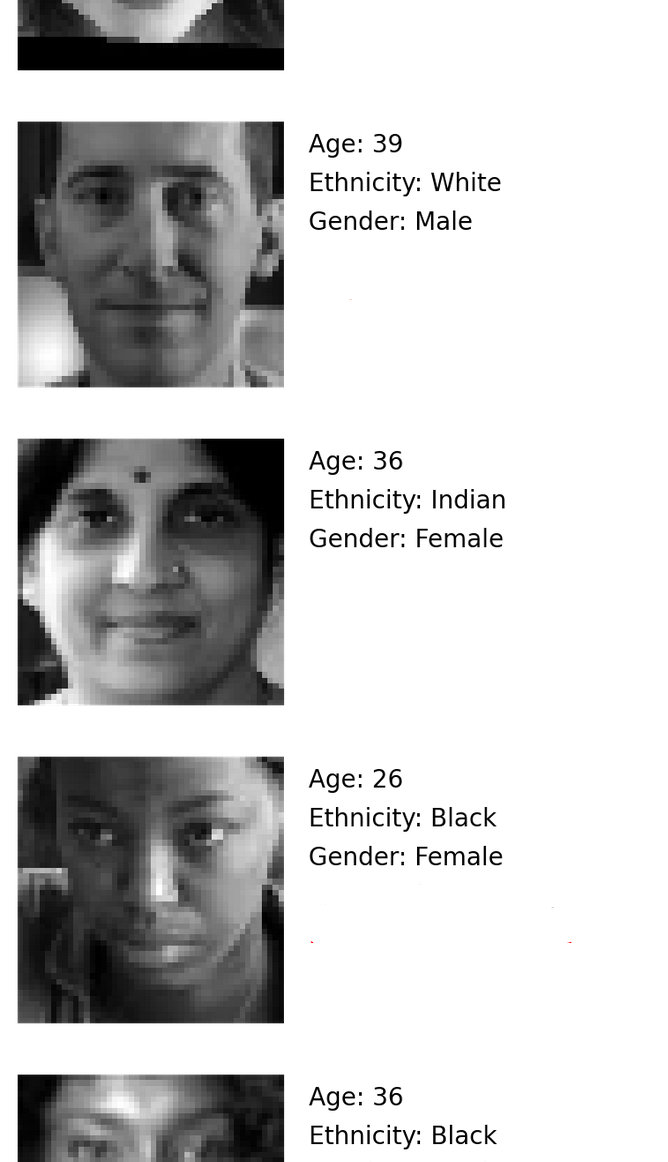 Age: 39
Ethnicity: White
Gender: Male
Age: 36
Ethnicity: Indian
Gender: Female
Age: 26
Ethnicity: Black
Gender: Female
Age: 36
Ethnicity: Black